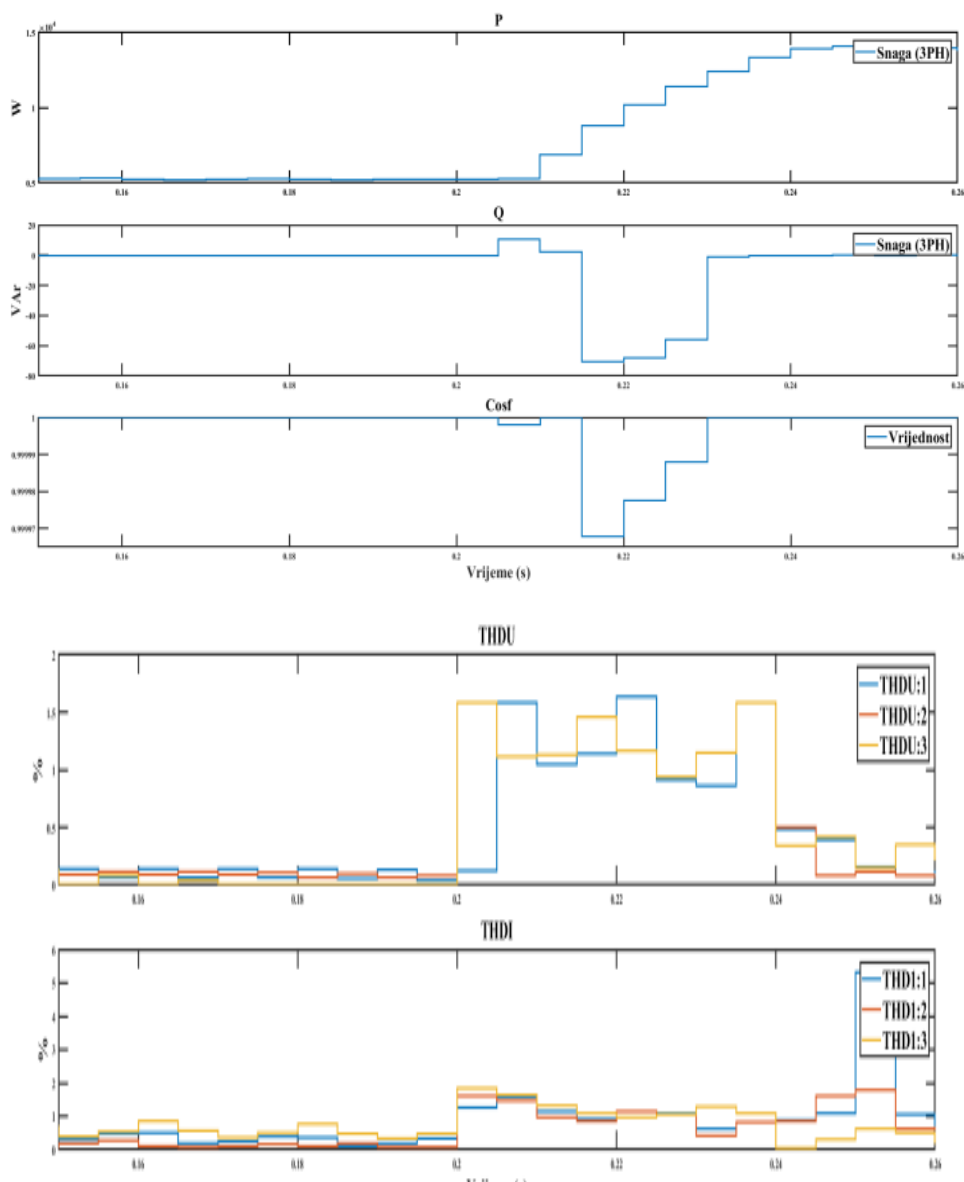 P
×10⁴
1.5
1
0.5
W
Snaga (3PH)
0.16 0.18 0.2 0.22 0.24 0.26
Q
20
0
-20
-40
-60
-80
VAr
Snaga (3PH)
0.16 0.18 0.2 0.22 0.24 0.26
Cosf
1
0.99999
0.99998
0.99997
Vrijednost
0.16 0.18 0.2 0.22 0.24 0.26
Vrijeme (s)
THDU
2
1.5
1
0.5
0
%
THDU:1
THDU:2
THDU:3
0.16 0.18 0.2 0.22 0.24 0.26
THDI
6
5
4
3
2
1
0
%
THDI:1
THDI:2
THDI:3
0.16 0.18 0.2 0.22 0.24 0.26